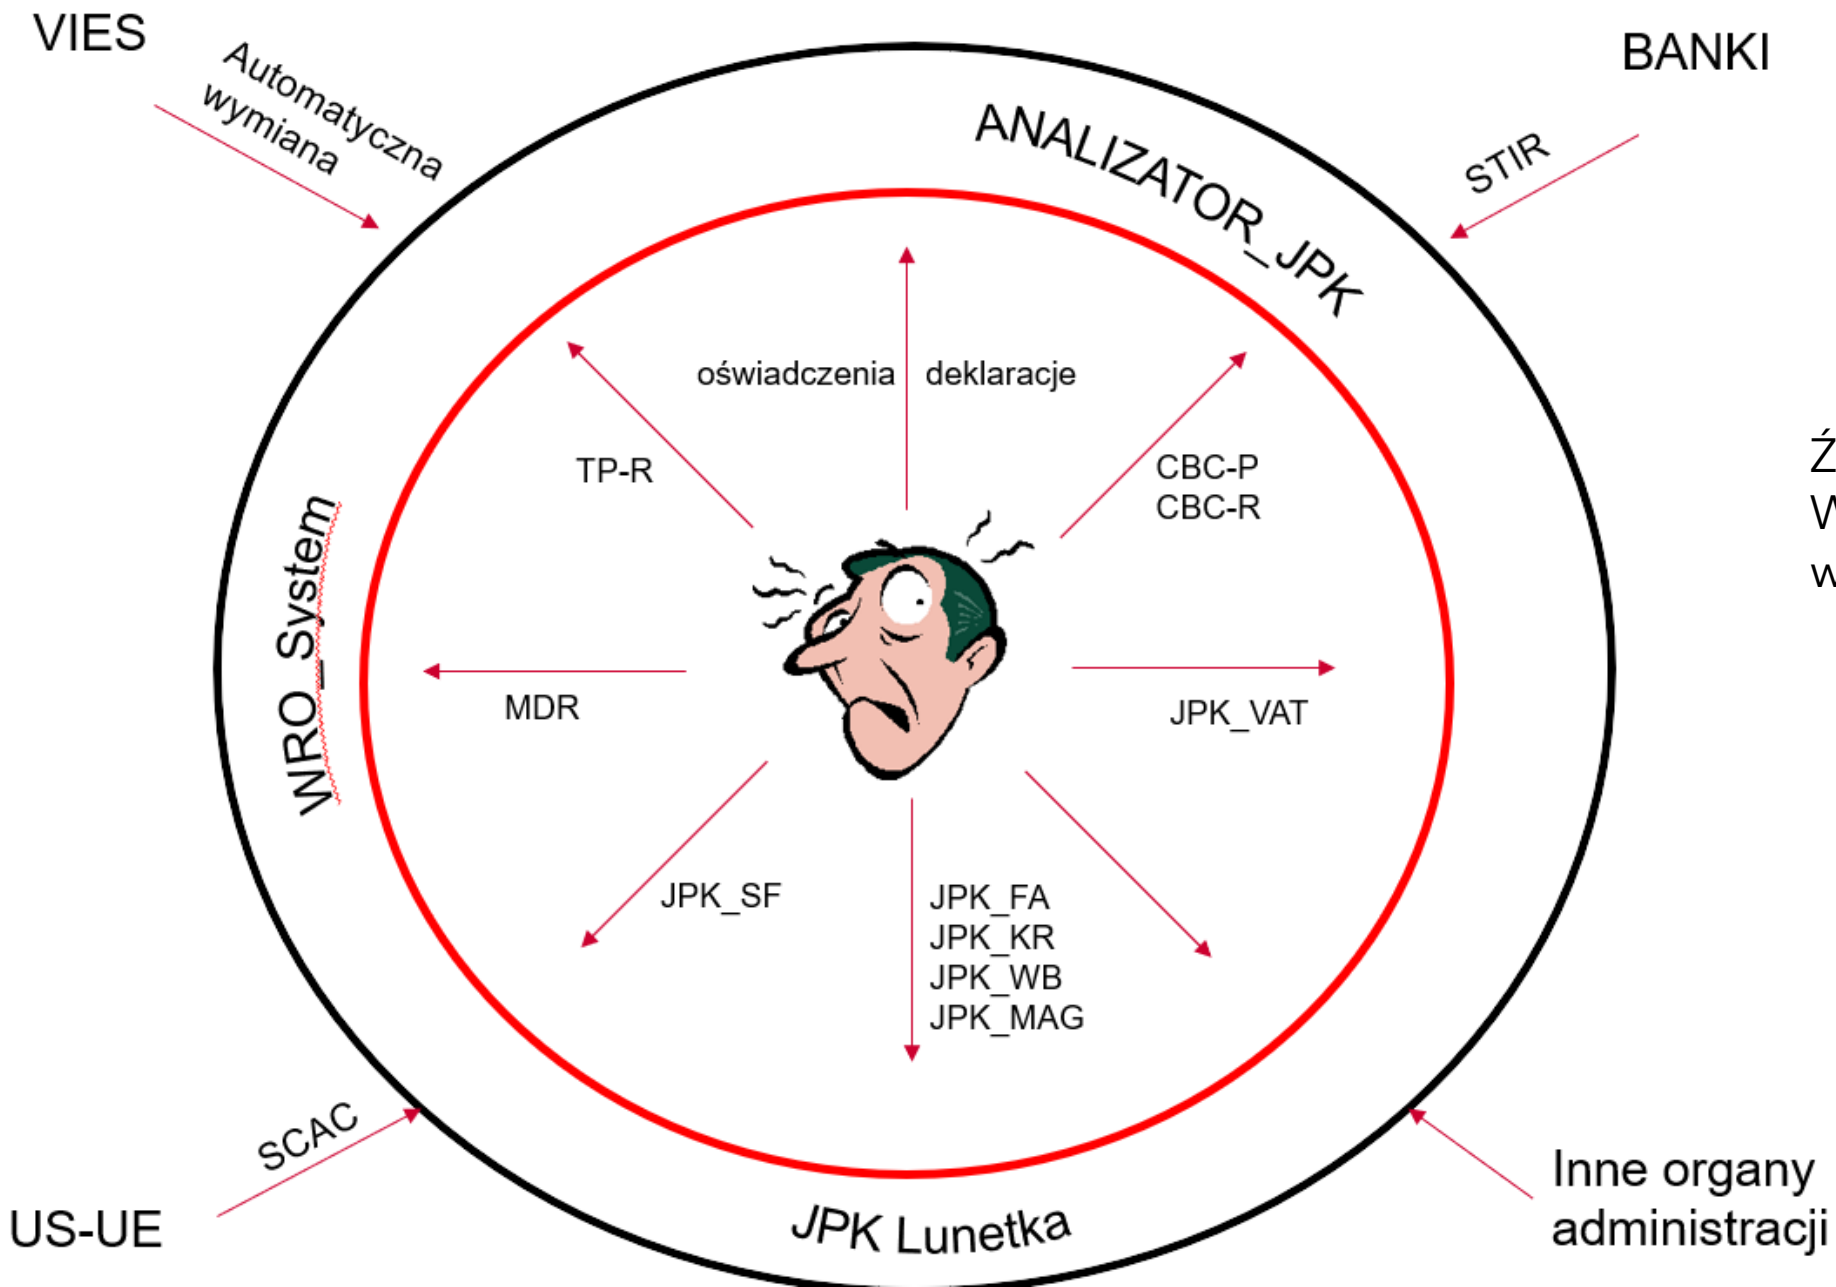 VIES
BANKI
Automatyczna
wymiana
ANALIZATOR_JPK
STIR
oświadczenia deklaracje
TP-R
CBC-P
CBC-R
Ź
W
w
WRO_System
MDR
JPK_VAT
JPK_SF
JPK_FA
JPK_KR
JPK_WB
JPK_MAG
SCAC
US-UE
JPK Lunetka
Inne organy
administracji